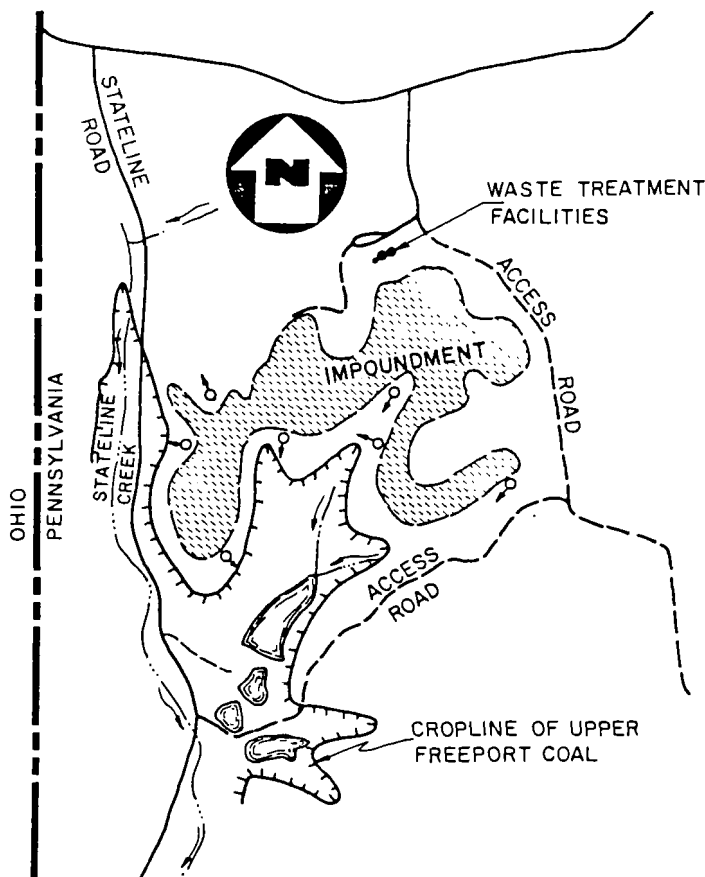 STATELINE
ROAD
N
WASTE TREATMENT
FACILITIES
ACCESS
ROAD
IMPOUNDMENT
OHIO
PENNSYLVANIA
STATELINE
CREEK
ACCESS
ROAD
CROPLINE OF UPPER
FREEPORT COAL